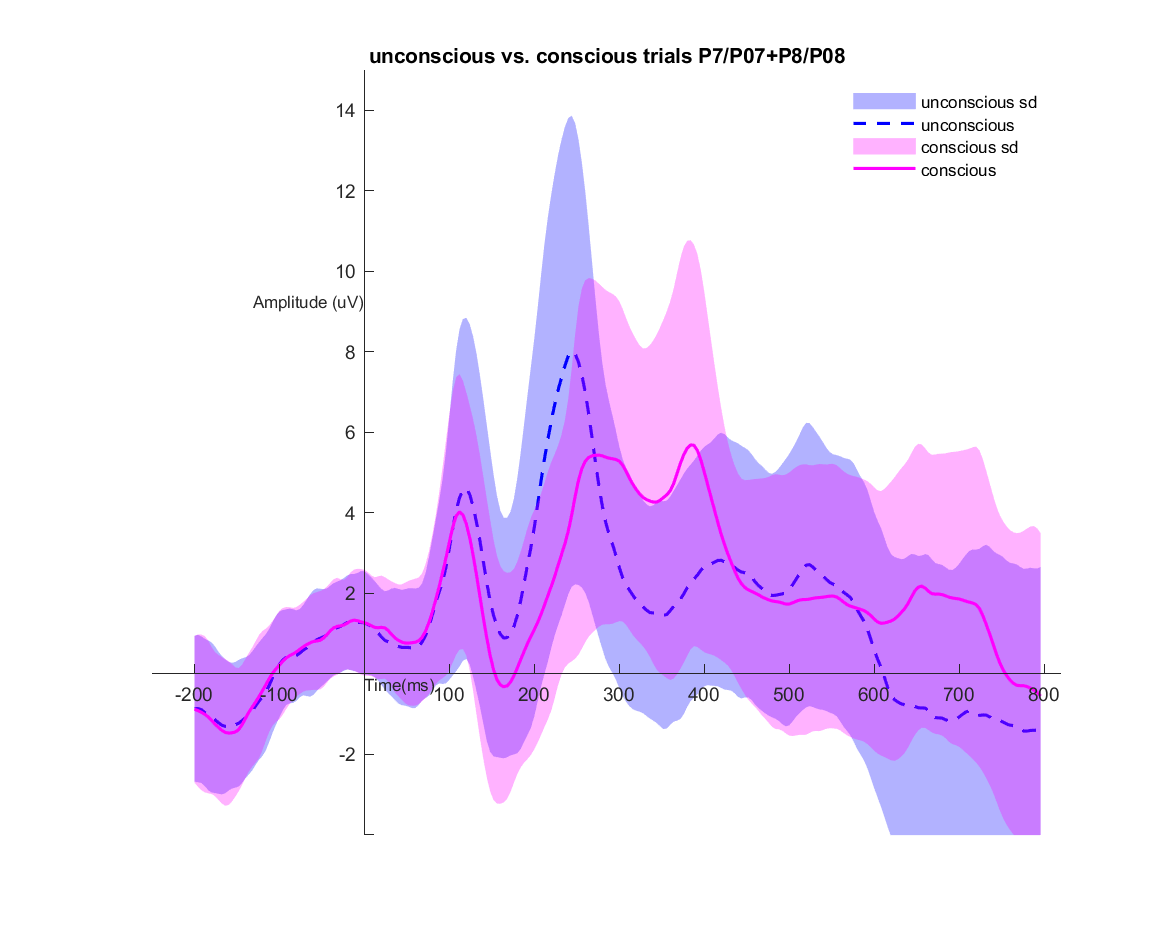 unconscious vs. conscious trials P7/P07+P8/P08
unconscious sd
unconscious
conscious sd
conscious
14
12
10
Amplitude (uV)
8
6
4
2
-2
Time(ms)
-200 -100 100 200 300 400 500 600 700 800